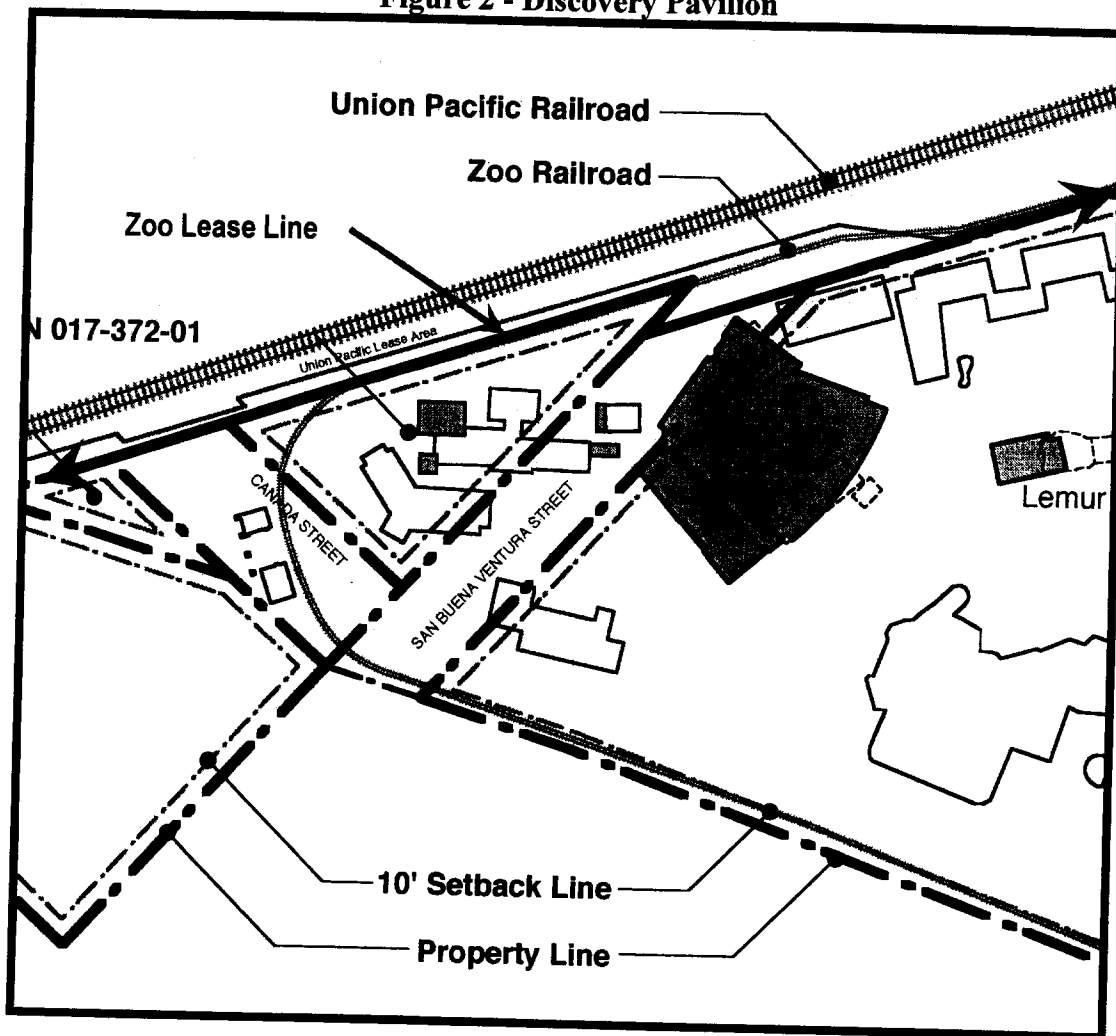 Figure 2 - Discovery Pavilion
Union Pacific Railroad
Zoo Railroad
Zoo Lease Line
N 017-372-01
Union Pacific Lease Area
CANADA STREET
SAN BUENA VENTURA STREET
Lemur
10' Setback Line
Property Line